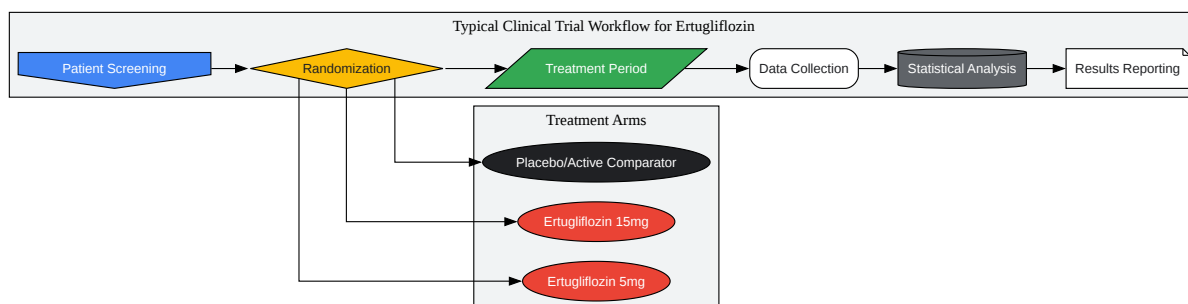 Typical Clinical Trial Workflow for Ertugliflozin
Patient Screening
Randomization
Treatment Period
Data Collection
Statistical Analysis
Results Reporting
Treatment Arms
Placebo/Active Comparator
Ertugliflozin 15mg
Ertugliflozin 5mg